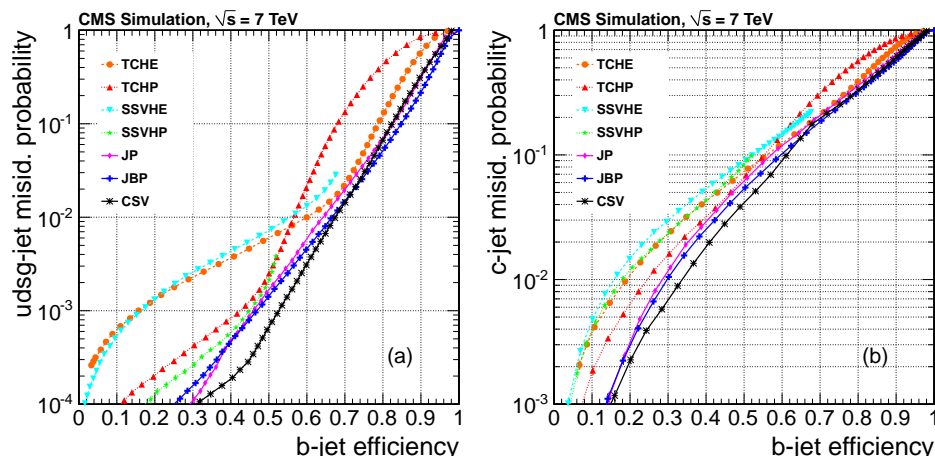 CMS Simulation, √s = 7 TeV
udsg-jet misid. probability
1
10^-1
10^-2
10^-3
10^-4
TCHE
TCHP
SSVHE
SSVHP
JP
JBP
CSV
(a)
0 0.1 0.2 0.3 0.4 0.5 0.6 0.7 0.8 0.9 1
b-jet efficiency
CMS Simulation, √s = 7 TeV
c-jet misid. probability
1
10^-1
10^-2
10^-3
TCHE
TCHP
SSVHE
SSVHP
JP
JBP
CSV
(b)
0 0.1 0.2 0.3 0.4 0.5 0.6 0.7 0.8 0.9 1
b-jet efficiency